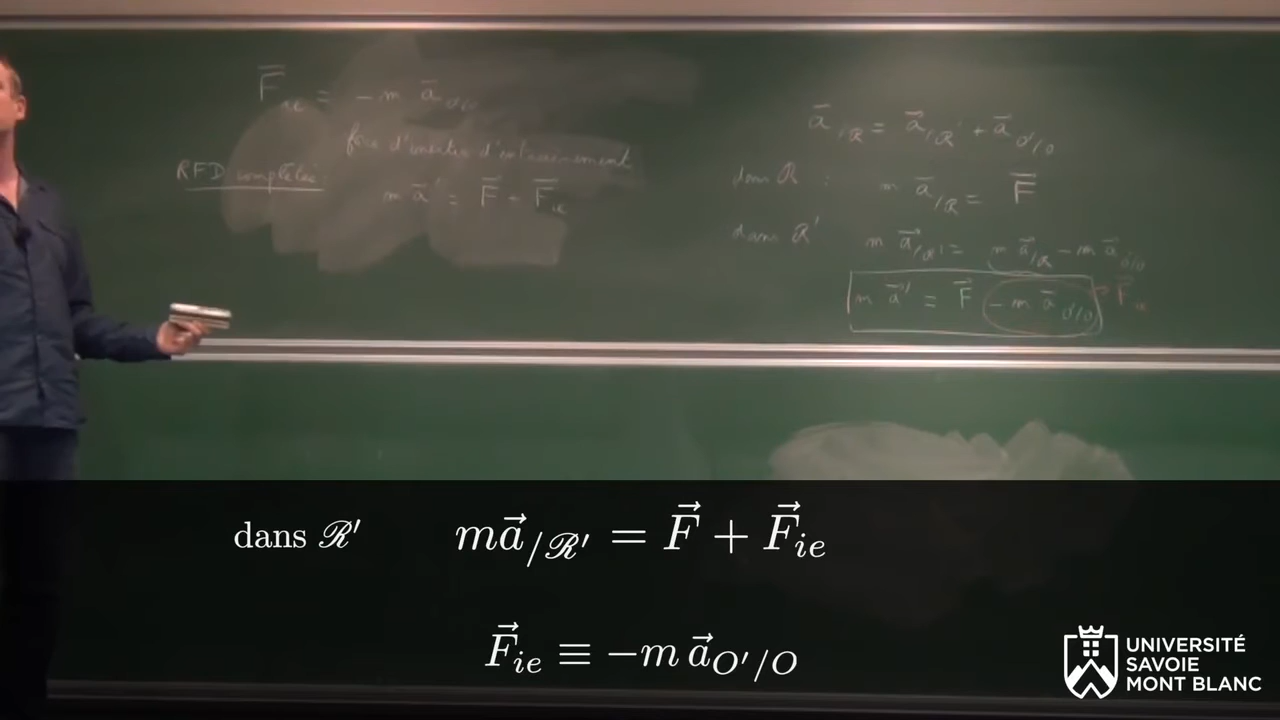 F⃗ᵢₑ = − m a⃗_{O'/O}
force d'inertie d'entraînement
RFD complétée :
m a⃗' = F⃗ + F⃗ᵢₑ
a⃗_{/ℛ} = a⃗_{/ℛ'} + a⃗_{O'/O}
dans ℛ : m a⃗_{/ℛ} = F⃗
dans ℛ' m a⃗_{/ℛ'} = m a⃗_{/ℛ} − m a⃗_{O'/O}
m a⃗' = F⃗ − m a⃗_{O'/O} → F⃗ᵢₑ
dans ℛ' m a⃗_{/ℛ'} = F⃗ + F⃗ᵢₑ
F⃗ᵢₑ ≡ −m a⃗_{O'/O}
UNIVERSITÉ
SAVOIE
MONT BLANC